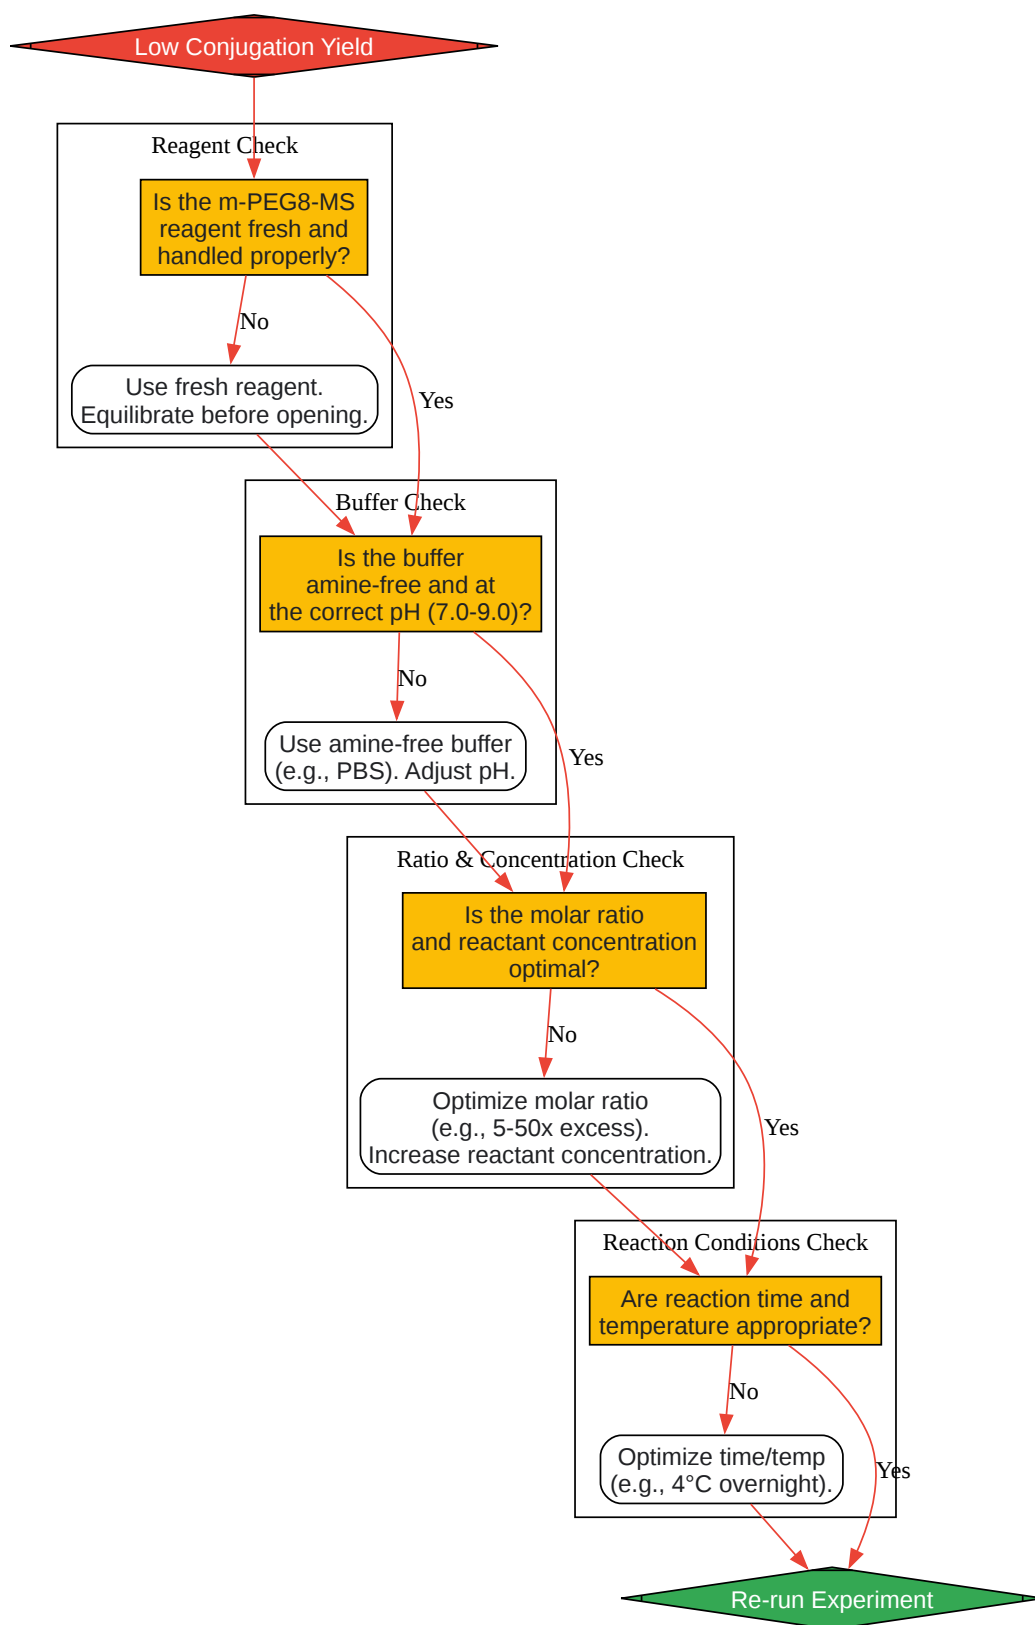 Low Conjugation Yield
Reagent Check
Is the m-PEG8-MS
reagent fresh and
handled properly?
No
Use fresh reagent.
Equilibrate before opening.
Yes
Buffer Check
Is the buffer
amine-free and at
the correct pH (7.0-9.0)?
No
Use amine-free buffer
(e.g., PBS). Adjust pH.
Yes
Ratio & Concentration Check
Is the molar ratio
and reactant concentration
optimal?
No
Optimize molar ratio
(e.g., 5-50x excess).
Increase reactant concentration.
Yes
Reaction Conditions Check
Are reaction time and
temperature appropriate?
No
Optimize time/temp
(e.g., 4°C overnight).
Yes
Re-run Experiment